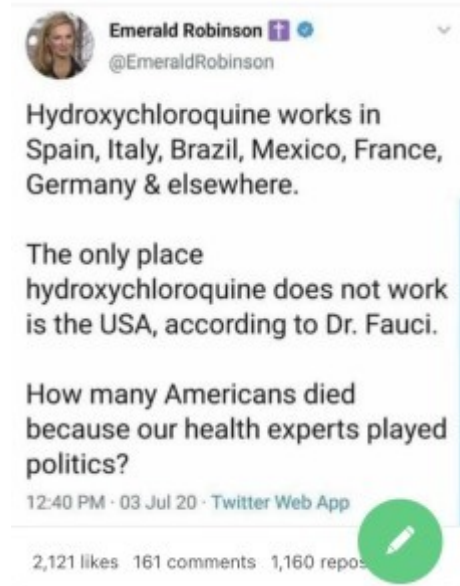 Emerald Robinson ✝️
@EmeraldRobinson
Hydroxychloroquine works in
Spain, Italy, Brazil, Mexico, France,
Germany & elsewhere.
The only place
hydroxychloroquine does not work
is the USA, according to Dr. Fauci.
How many Americans died
because our health experts played
politics?
12:40 PM · 03 Jul 20 · Twitter Web App
2,121 likes 161 comments 1,160 repos